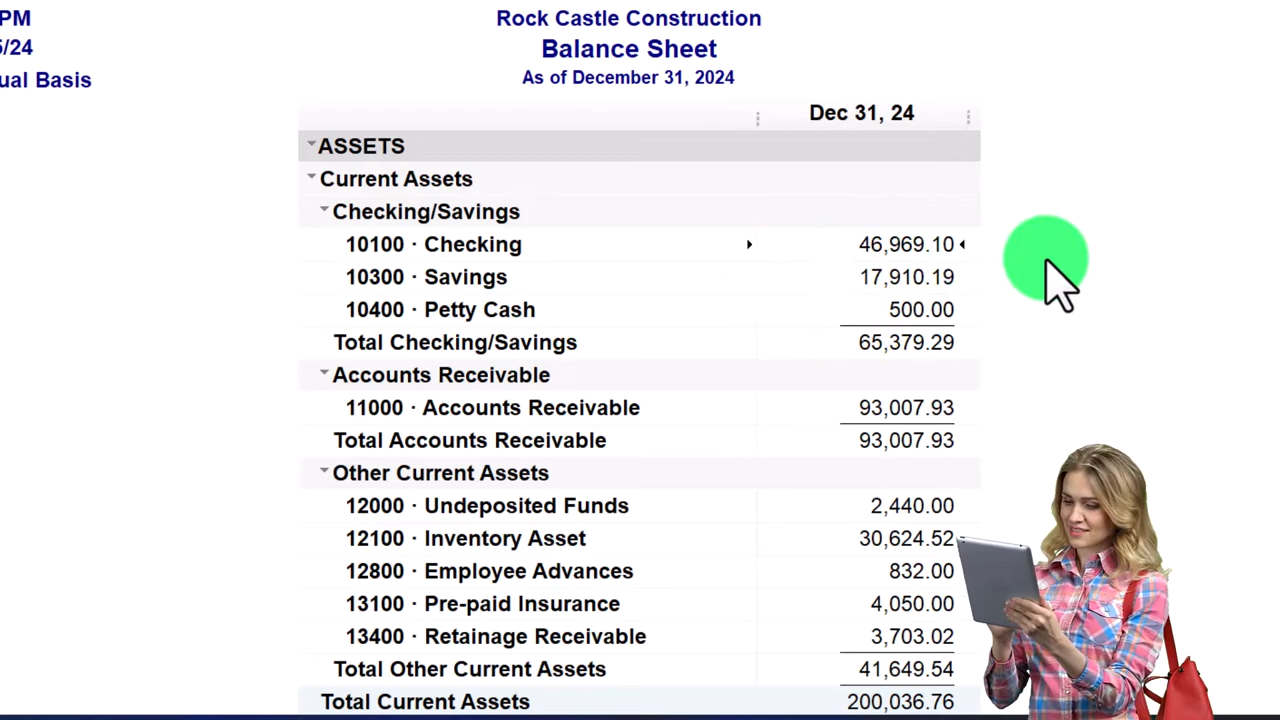 PM
Rock Castle Construction
5/24
Balance Sheet
ual Basis
As of December 31, 2024
Dec 31, 24
ASSETS
Current Assets
Checking/Savings
10100 · Checking 46,969.10
10300 · Savings 17,910.19
10400 · Petty Cash 500.00
Total Checking/Savings 65,379.29
Accounts Receivable
11000 · Accounts Receivable 93,007.93
Total Accounts Receivable 93,007.93
Other Current Assets
12000 · Undeposited Funds 2,440.00
12100 · Inventory Asset 30,624.52
12800 · Employee Advances 832.00
13100 · Pre-paid Insurance 4,050.00
13400 · Retainage Receivable 3,703.02
Total Other Current Assets 41,649.54
Total Current Assets 200,036.76